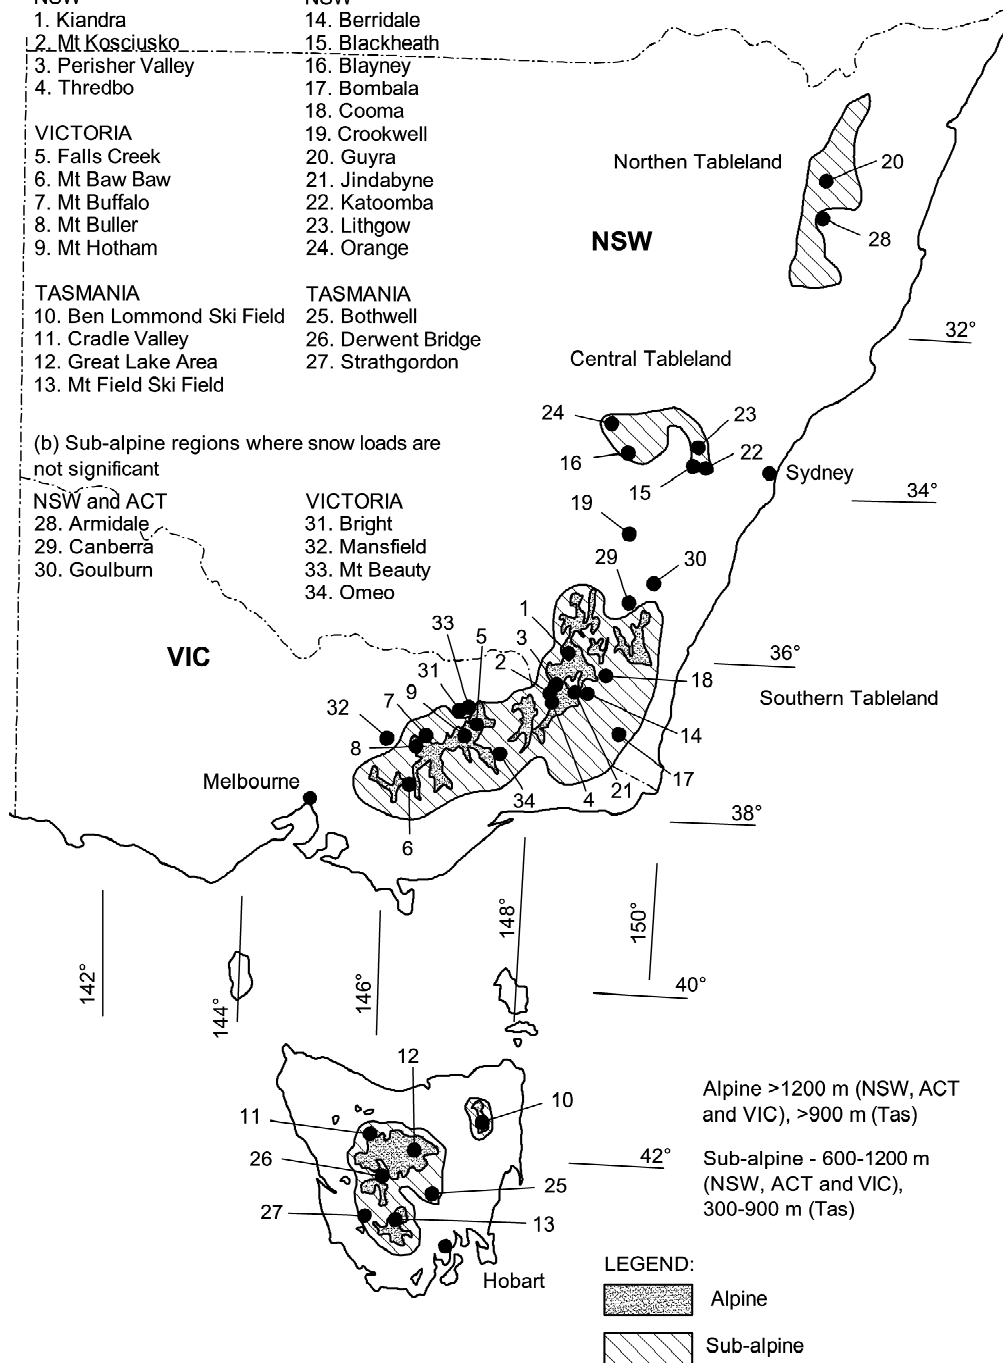 NSW
1. Kiandra
2. Mt Kosciusko
3. Perisher Valley
4. Thredbo
VICTORIA
5. Falls Creek
6. Mt Baw Baw
7. Mt Buffalo
8. Mt Buller
9. Mt Hotham
TASMANIA
10. Ben Lommond Ski Field
11. Cradle Valley
12. Great Lake Area
13. Mt Field Ski Field
NSW
14. Berridale
15. Blackheath
16. Blayney
17. Bombala
18. Cooma
19. Crookwell
20. Guyra
21. Jindabyne
22. Katoomba
23. Lithgow
24. Orange
TASMANIA
25. Bothwell
26. Derwent Bridge
27. Strathgordon
(b) Sub-alpine regions where snow loads are
not significant
NSW and ACT
28. Armidale
29. Canberra
30. Goulburn
VICTORIA
31. Bright
32. Mansfield
33. Mt Beauty
34. Omeo
Northen Tableland
20
NSW
28
32°
Central Tableland
24
23
16
22
15
Sydney
34°
19
29
30
1
33
5
3
VIC
36°
2
31
9
18
Southern Tableland
7
32
14
8
17
Melbourne
34
4
21
38°
6
148°
150°
142°
144°
146°
40°
12
10
11
26
42°
25
27
13
Hobart
Alpine >1200 m (NSW, ACT
and VIC), >900 m (Tas)
Sub-alpine - 600-1200 m
(NSW, ACT and VIC),
300-900 m (Tas)
LEGEND:
Alpine
Sub-alpine